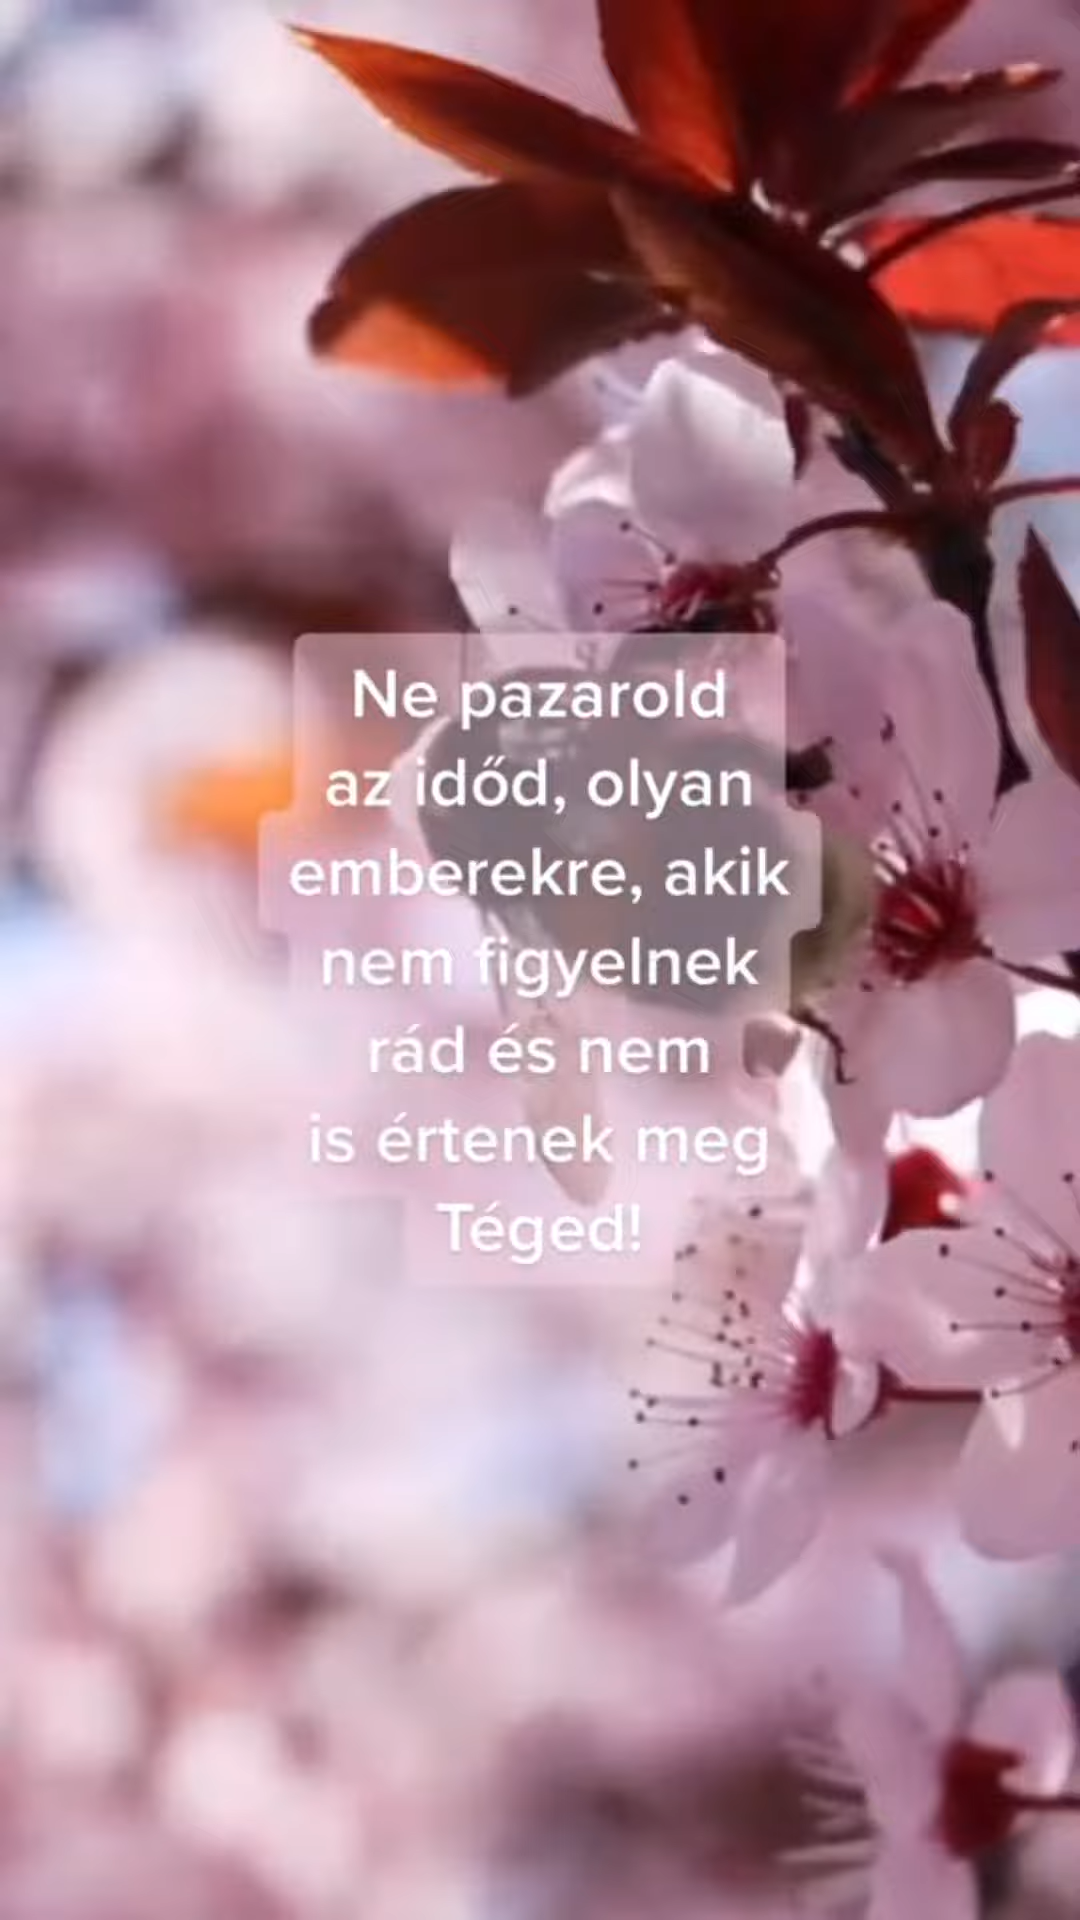 Ne pazarold
az időd, olyan
emberekre, akik
nem figyelnek
rád és nem
is értenek meg
Téged!